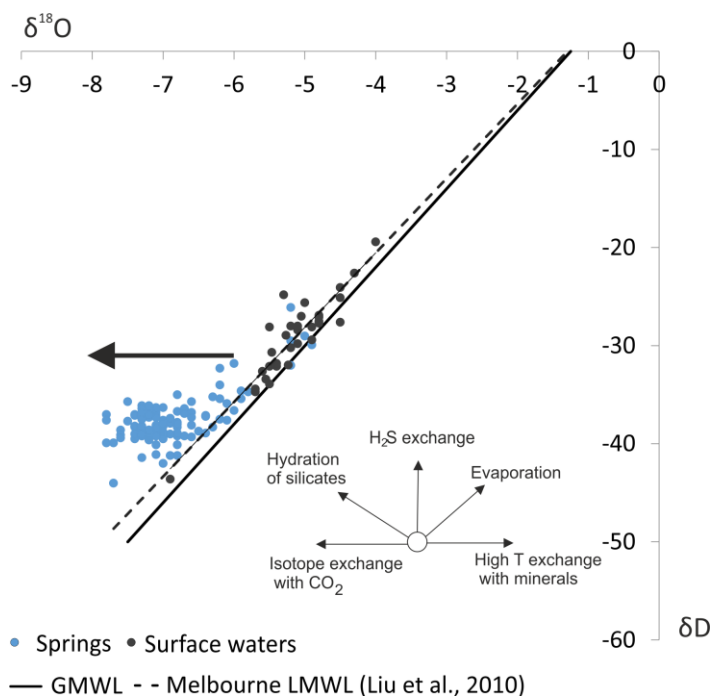 δ¹⁸O
0
-9 -8 -7 -6 -5 -4 -3 -2 -1 0
-10
-20
-30
-40
-50
-60
δD
H₂S exchange
Hydration
of silicates
Evaporation
Isotope exchange
with CO₂
High T exchange
with minerals
Springs Surface waters
GMWL Melbourne LMWL (Liu et al., 2010)